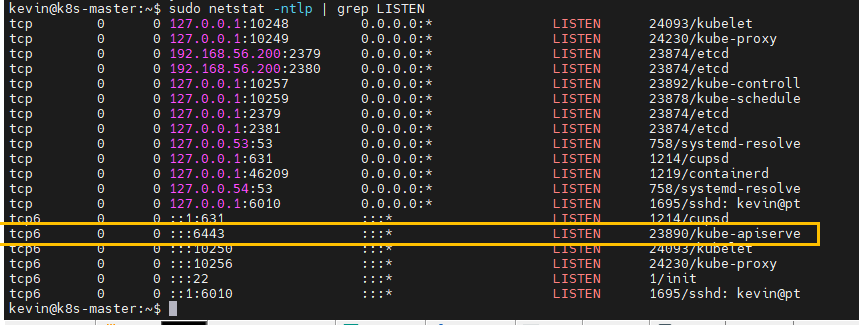 kevin@k8s-master:~$ sudo netstat -ntlp | grep LISTEN
tcp 0 0 127.0.0.1:10248 0.0.0.0:* LISTEN 24093/kubelet
tcp 0 0 127.0.0.1:10249 0.0.0.0:* LISTEN 24230/kube-proxy
tcp 0 0 192.168.56.200:2379 0.0.0.0:* LISTEN 23874/etcd
tcp 0 0 192.168.56.200:2380 0.0.0.0:* LISTEN 23874/etcd
tcp 0 0 127.0.0.1:10257 0.0.0.0:* LISTEN 23892/kube-controll
tcp 0 0 127.0.0.1:10259 0.0.0.0:* LISTEN 23878/kube-schedule
tcp 0 0 127.0.0.1:2379 0.0.0.0:* LISTEN 23874/etcd
tcp 0 0 127.0.0.1:2381 0.0.0.0:* LISTEN 23874/etcd
tcp 0 0 127.0.0.53:53 0.0.0.0:* LISTEN 758/systemd-resolve
tcp 0 0 127.0.0.1:631 0.0.0.0:* LISTEN 1214/cupsd
tcp 0 0 127.0.0.1:46209 0.0.0.0:* LISTEN 1219/containerd
tcp 0 0 127.0.0.54:53 0.0.0.0:* LISTEN 758/systemd-resolve
tcp 0 0 127.0.0.1:6010 0.0.0.0:* LISTEN 1695/sshd: kevin@pt
tcp6 0 0 ::1:631 :::* LISTEN 1214/cupsd
tcp6 0 0 :::6443 :::* LISTEN 23890/kube-apiserve
tcp6 0 0 :::10250 :::* LISTEN 24093/kubelet
tcp6 0 0 :::10256 :::* LISTEN 24230/kube-proxy
tcp6 0 0 :::22 :::* LISTEN 1/init
tcp6 0 0 ::1:6010 :::* LISTEN 1695/sshd: kevin@pt
kevin@k8s-master:~$